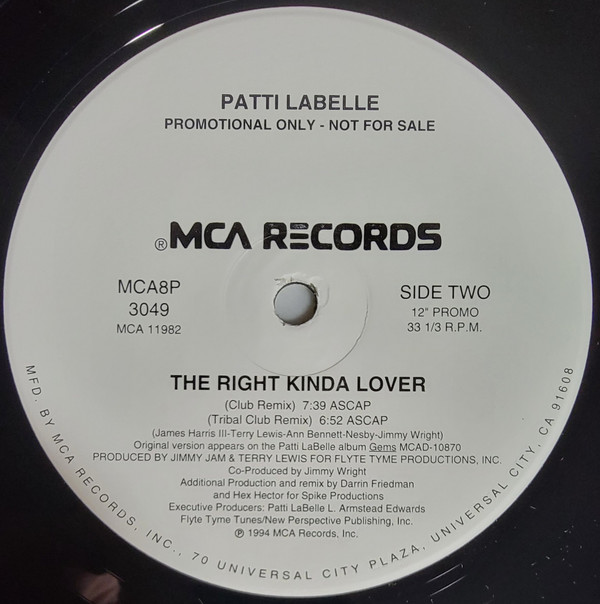 PATTI LABELLE
PROMOTIONAL ONLY - NOT FOR SALE
® MCA RECORDS
MCA8P
3049
MCA 11982
SIDE TWO
12" PROMO
33 1/3 R.P.M.
THE RIGHT KINDA LOVER
(Club Remix) 7:39 ASCAP
(Tribal Club Remix) 6:52 ASCAP
(James Harris III-Terry Lewis-Ann Bennett-Nesby-Jimmy Wright)
Original version appears on the Patti LaBelle album Gems MCAD-10870
PRODUCED BY JIMMY JAM & TERRY LEWIS FOR FLYTE TYME PRODUCTIONS, INC.
Co-Produced by Jimmy Wright
Additional Production and remix by Darrin Friedman
and Hex Hector for Spike Productions
Executive Producers: Patti LaBelle L. Armstead Edwards
Flyte Tyme Tunes/New Perspective Publishing, Inc.
℗ 1994 MCA Records, Inc.
MFD. BY MCA RECORDS, INC., 70 UNIVERSAL CITY PLAZA, UNIVERSAL CITY, CA 91608